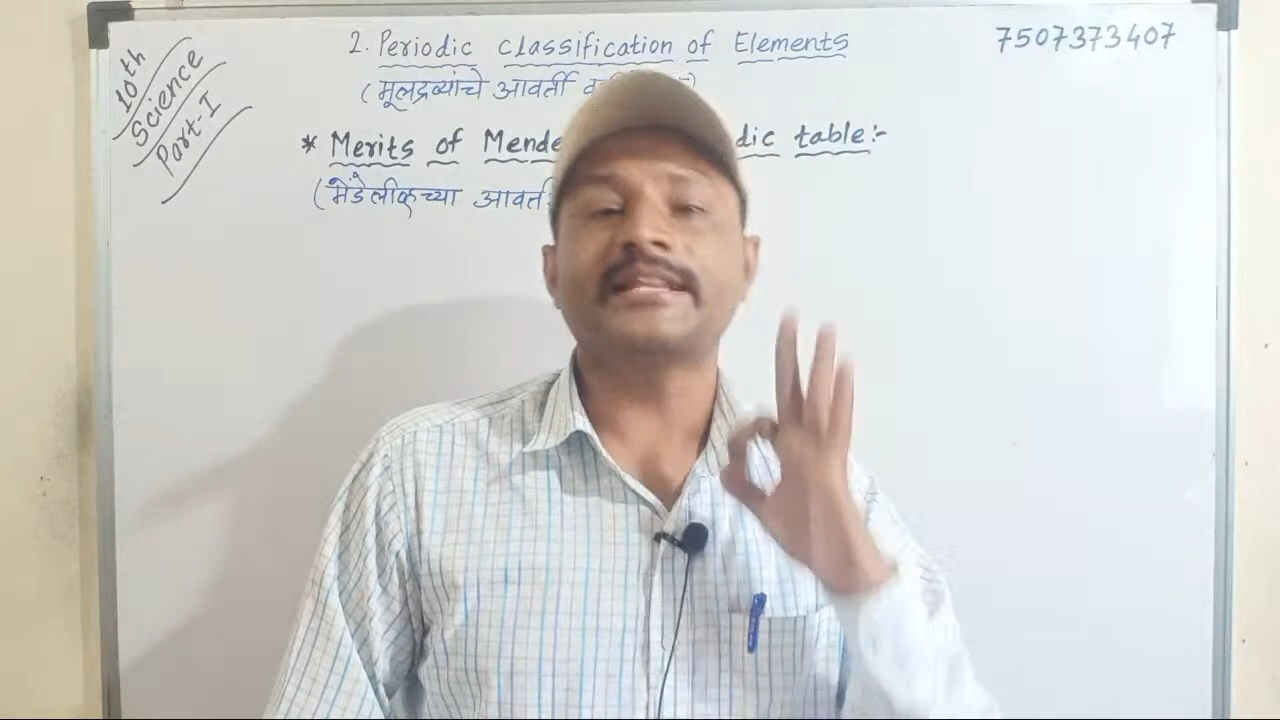 10th
Science
Part-I
2. Periodic classification of Elements
7507373407
(मूलद्रव्यांचे आवर्ती
* Merits of Mende dic table:-
(मेंडेलीव्हच्या आवर्त